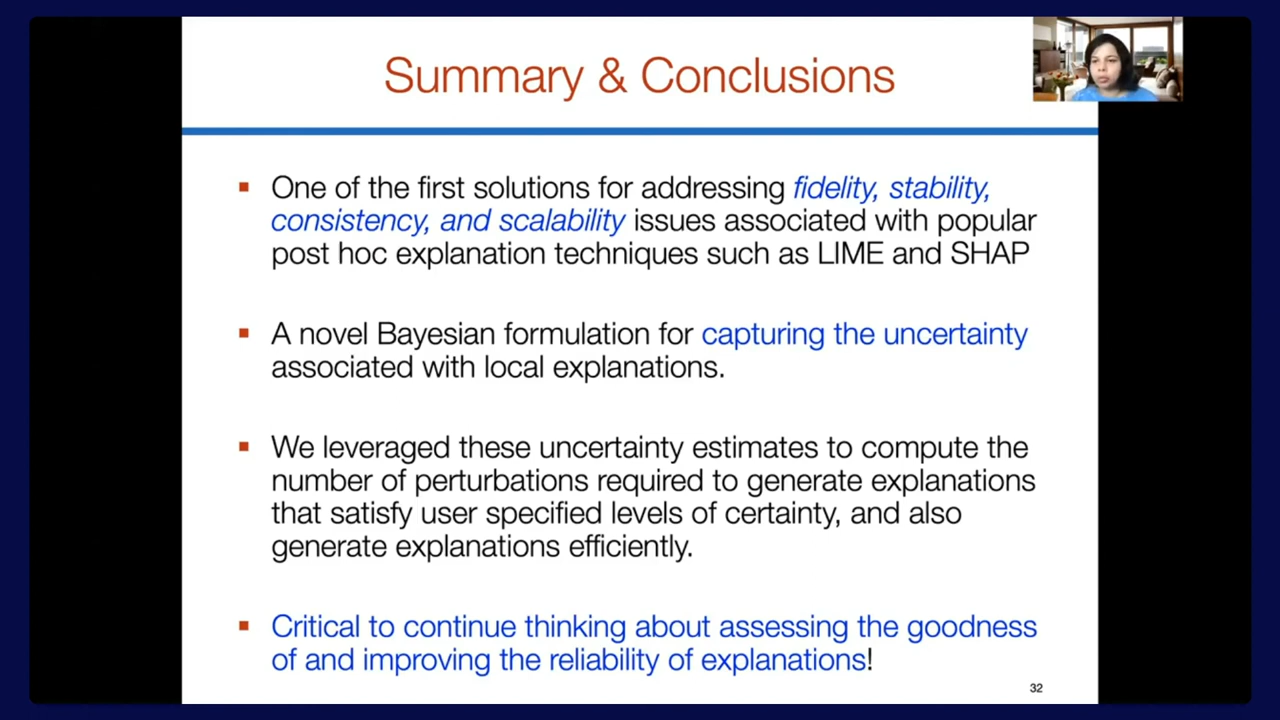 Summary & Conclusions
▪ One of the first solutions for addressing fidelity, stability,
consistency, and scalability issues associated with popular
post hoc explanation techniques such as LIME and SHAP
▪ A novel Bayesian formulation for capturing the uncertainty
associated with local explanations.
▪ We leveraged these uncertainty estimates to compute the
number of perturbations required to generate explanations
that satisfy user specified levels of certainty, and also
generate explanations efficiently.
▪ Critical to continue thinking about assessing the goodness
of and improving the reliability of explanations!
32